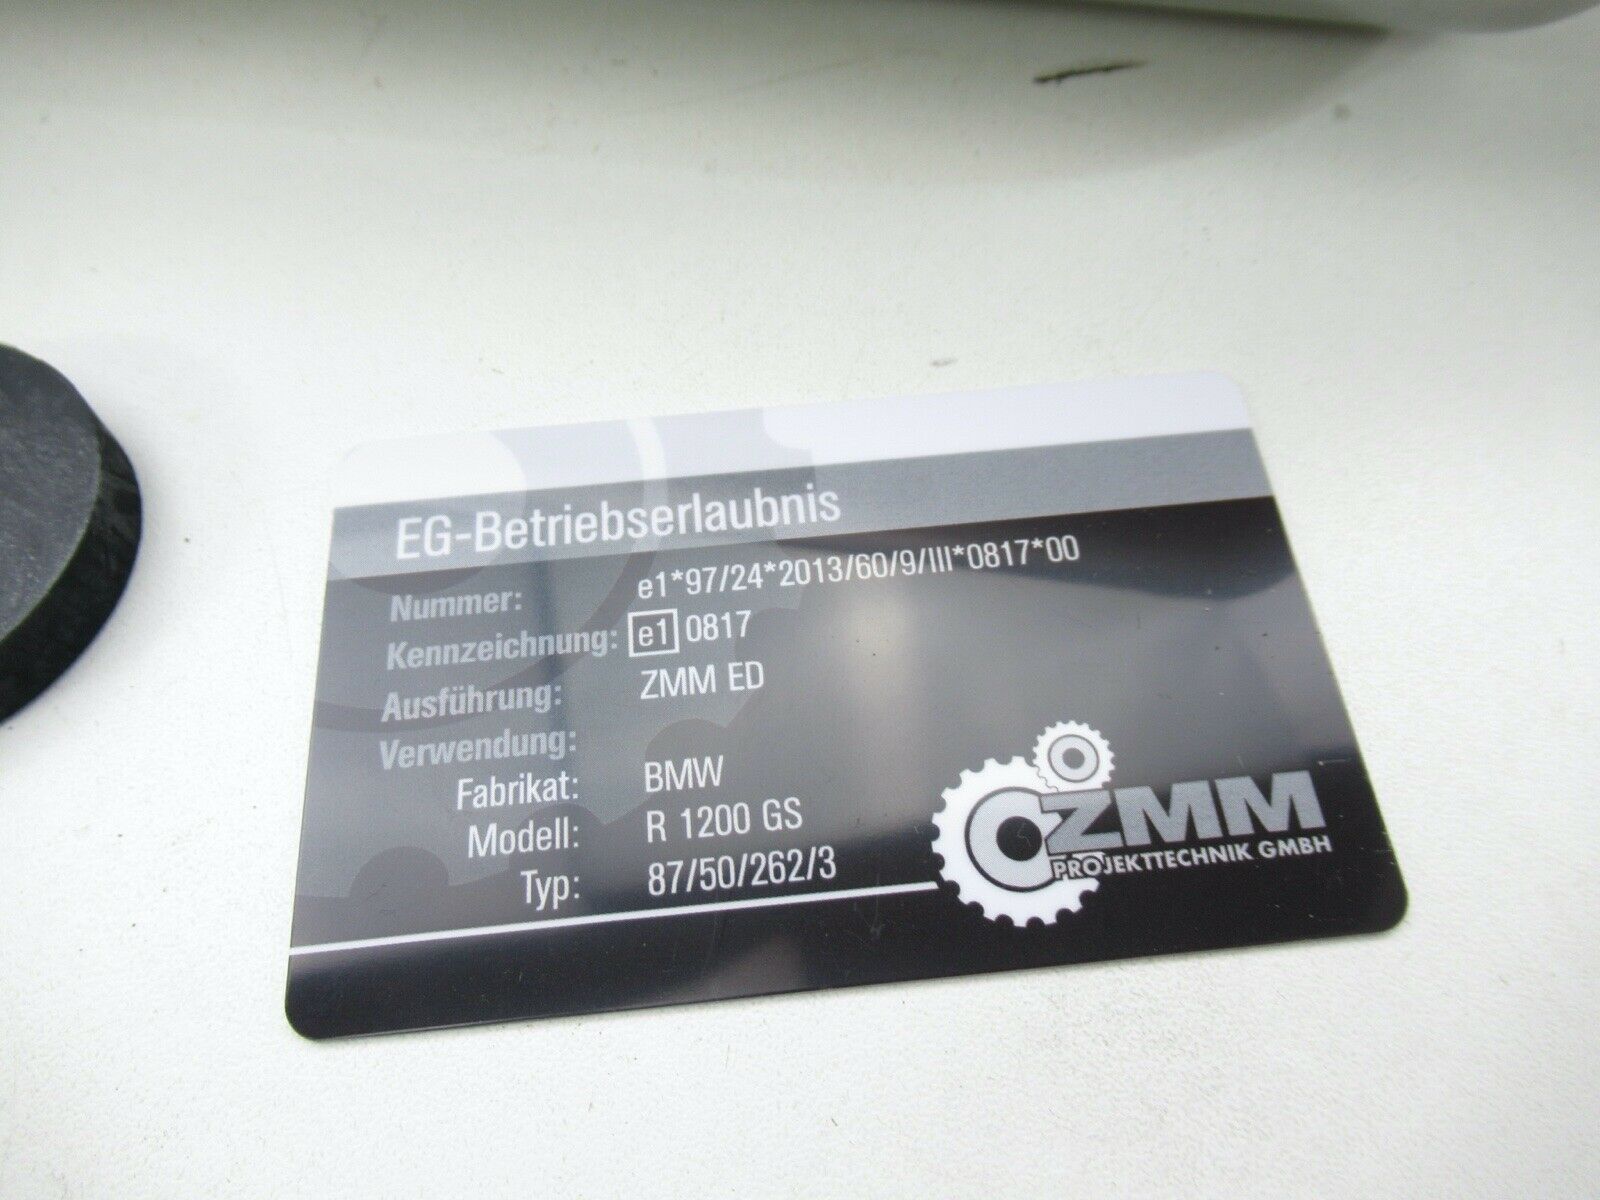 EG-Betriebserlaubnis
Nummer: e1*97/24*2013/60/9/III*0817*00
Kennzeichnung: e1 0817
Ausführung: ZMM ED
Verwendung:
Fabrikat: BMW
Modell: R 1200 GS
Typ: 87/50/262/3
ZMM
PROJEKTTECHNIK GMBH